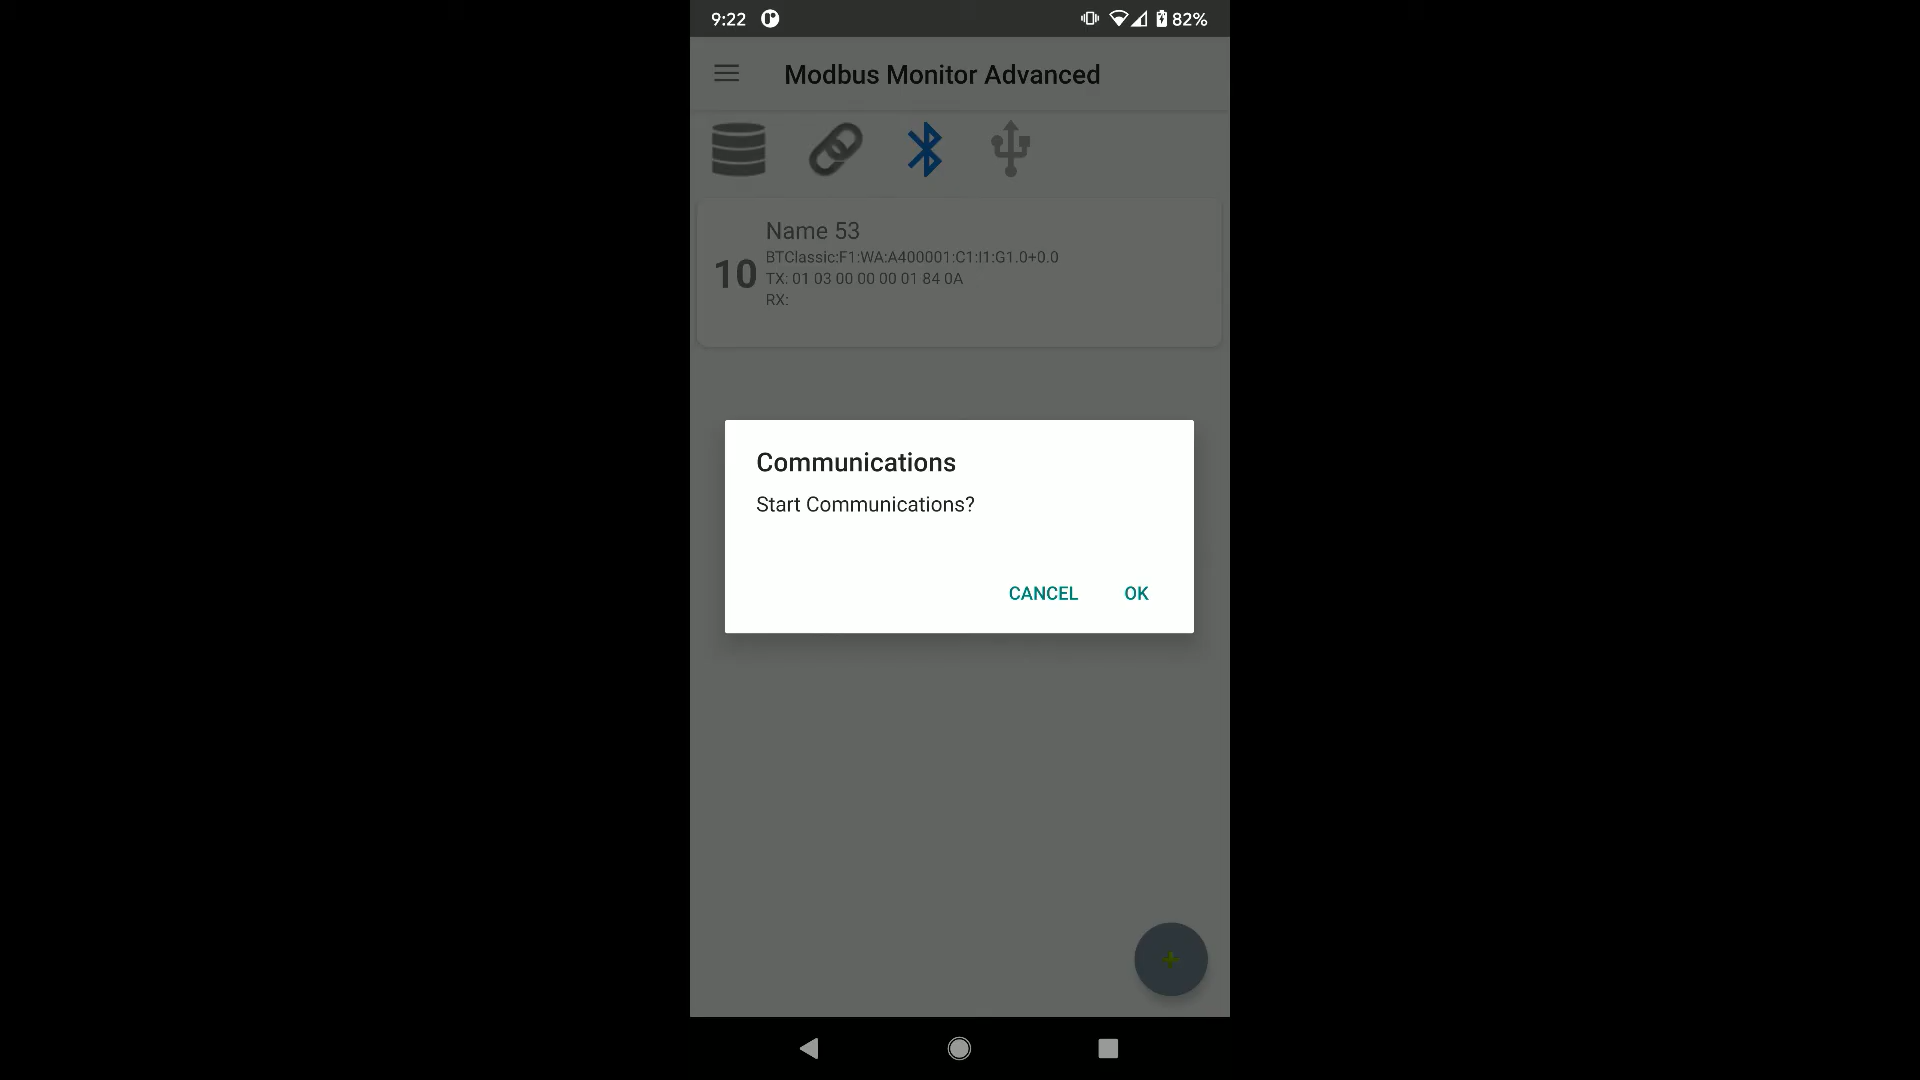 9:22
82%
Modbus Monitor Advanced
Name 53
10
BTClassic:F1:WA:A400001:C1:I1:G1.0+0.0
TX: 01 03 00 00 00 01 84 0A
RX:
Communications
Start Communications?
CANCEL OK